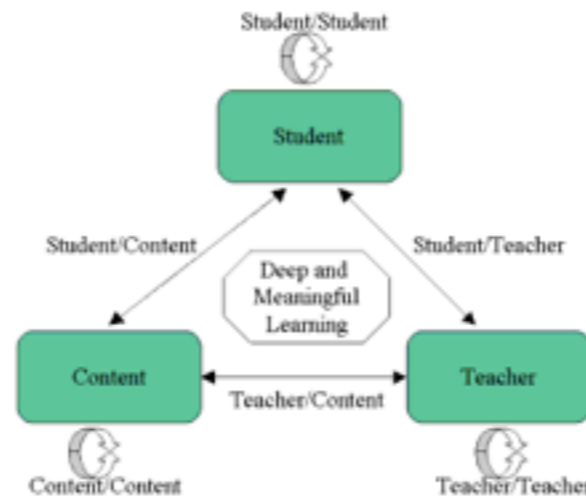 Student/Student
Student
Student/Content
Student/Teacher
Deep and
Meaningful
Learning
Content
Teacher
Teacher/Content
Content/Content
Teacher/Teacher